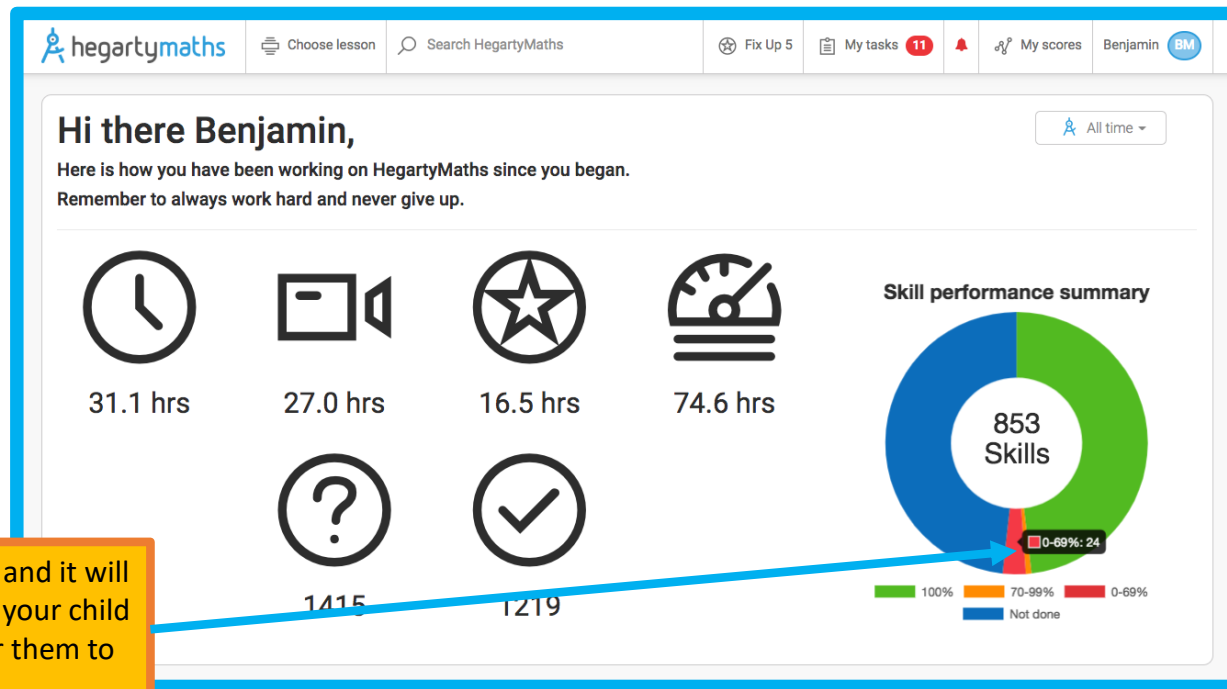 hegartymaths
Choose lesson
Search HegartyMaths
Fix Up 5
My tasks 11
My scores
Benjamin BM
Hi there Benjamin,
All time
Here is how you have been working on HegartyMaths since you began.
Remember to always work hard and never give up.
31.1 hrs
27.0 hrs
16.5 hrs
74.6 hrs
?
1415
1219
Skill performance summary
853
Skills
0-69%: 24
100%
70-99%
0-69%
Not done
and it will
your child
them to